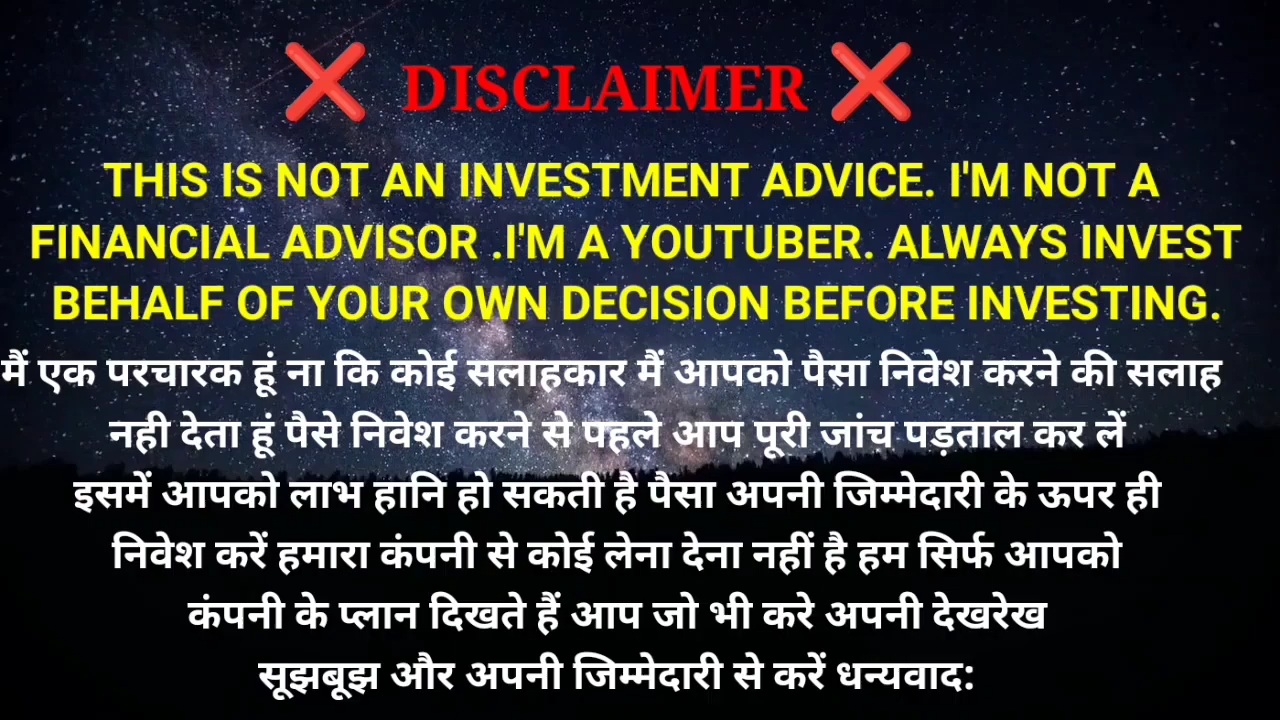 ❌ DISCLAIMER ❌
THIS IS NOT AN INVESTMENT ADVICE. I'M NOT A
FINANCIAL ADVISOR .I'M A YOUTUBER. ALWAYS INVEST
BEHALF OF YOUR OWN DECISION BEFORE INVESTING.
मैं एक परचारक हूं ना कि कोई सलाहकार मैं आपको पैसा निवेश करने की सलाह
नही देता हूं पैसे निवेश करने से पहले आप पूरी जांच पड़ताल कर लें
इसमें आपको लाभ हानि हो सकती है पैसा अपनी जिम्मेदारी के ऊपर ही
निवेश करें हमारा कंपनी से कोई लेना देना नहीं है हम सिर्फ आपको
कंपनी के प्लान दिखते हैं आप जो भी करे अपनी देखरेख
सूझबूझ और अपनी जिम्मेदारी से करें धन्यवाद: